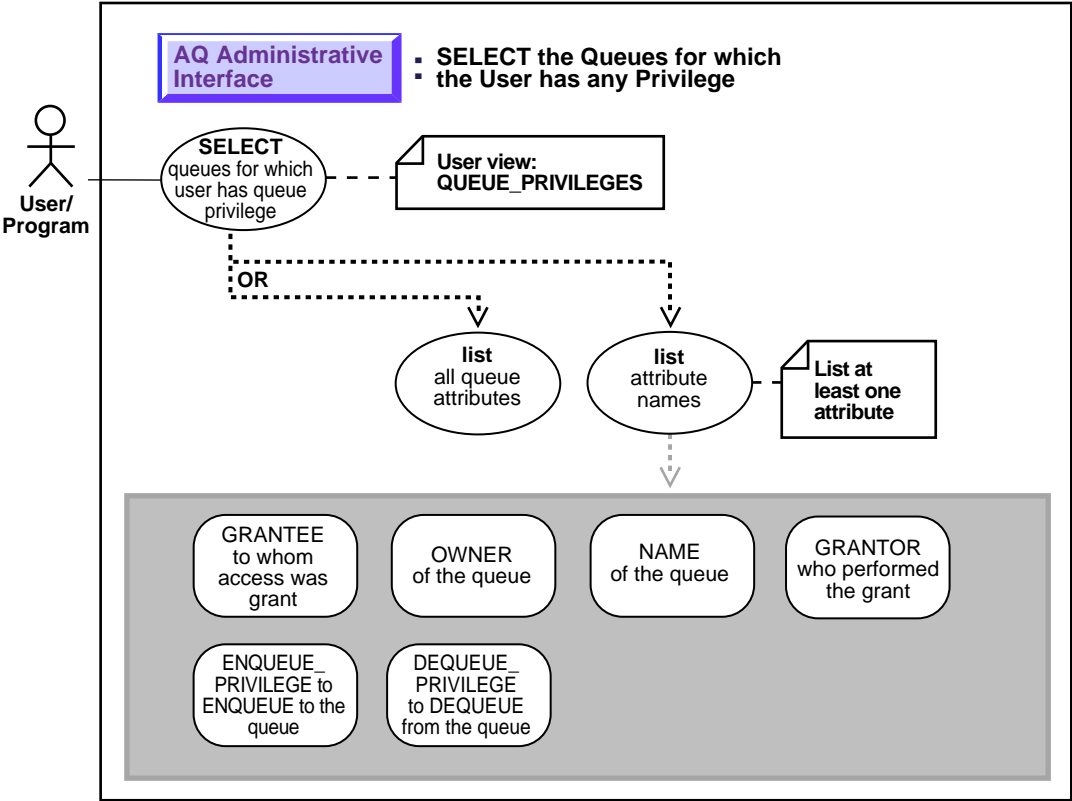 AQ Administrative
Interface
: SELECT the Queues for which
the User has any Privilege
User/
Program
SELECT
queues for which
user has queue
privilege
User view:
QUEUE_PRIVILEGES
OR
list
all queue
attributes
list
attribute
names
List at
least one
attribute
GRANTEE
to whom
access was
grant
OWNER
of the queue
NAME
of the queue
GRANTOR
who performed
the grant
ENQUEUE_
PRIVILEGE to
ENQUEUE to the
queue
DEQUEUE_
PRIVILEGE
to DEQUEUE
from the queue